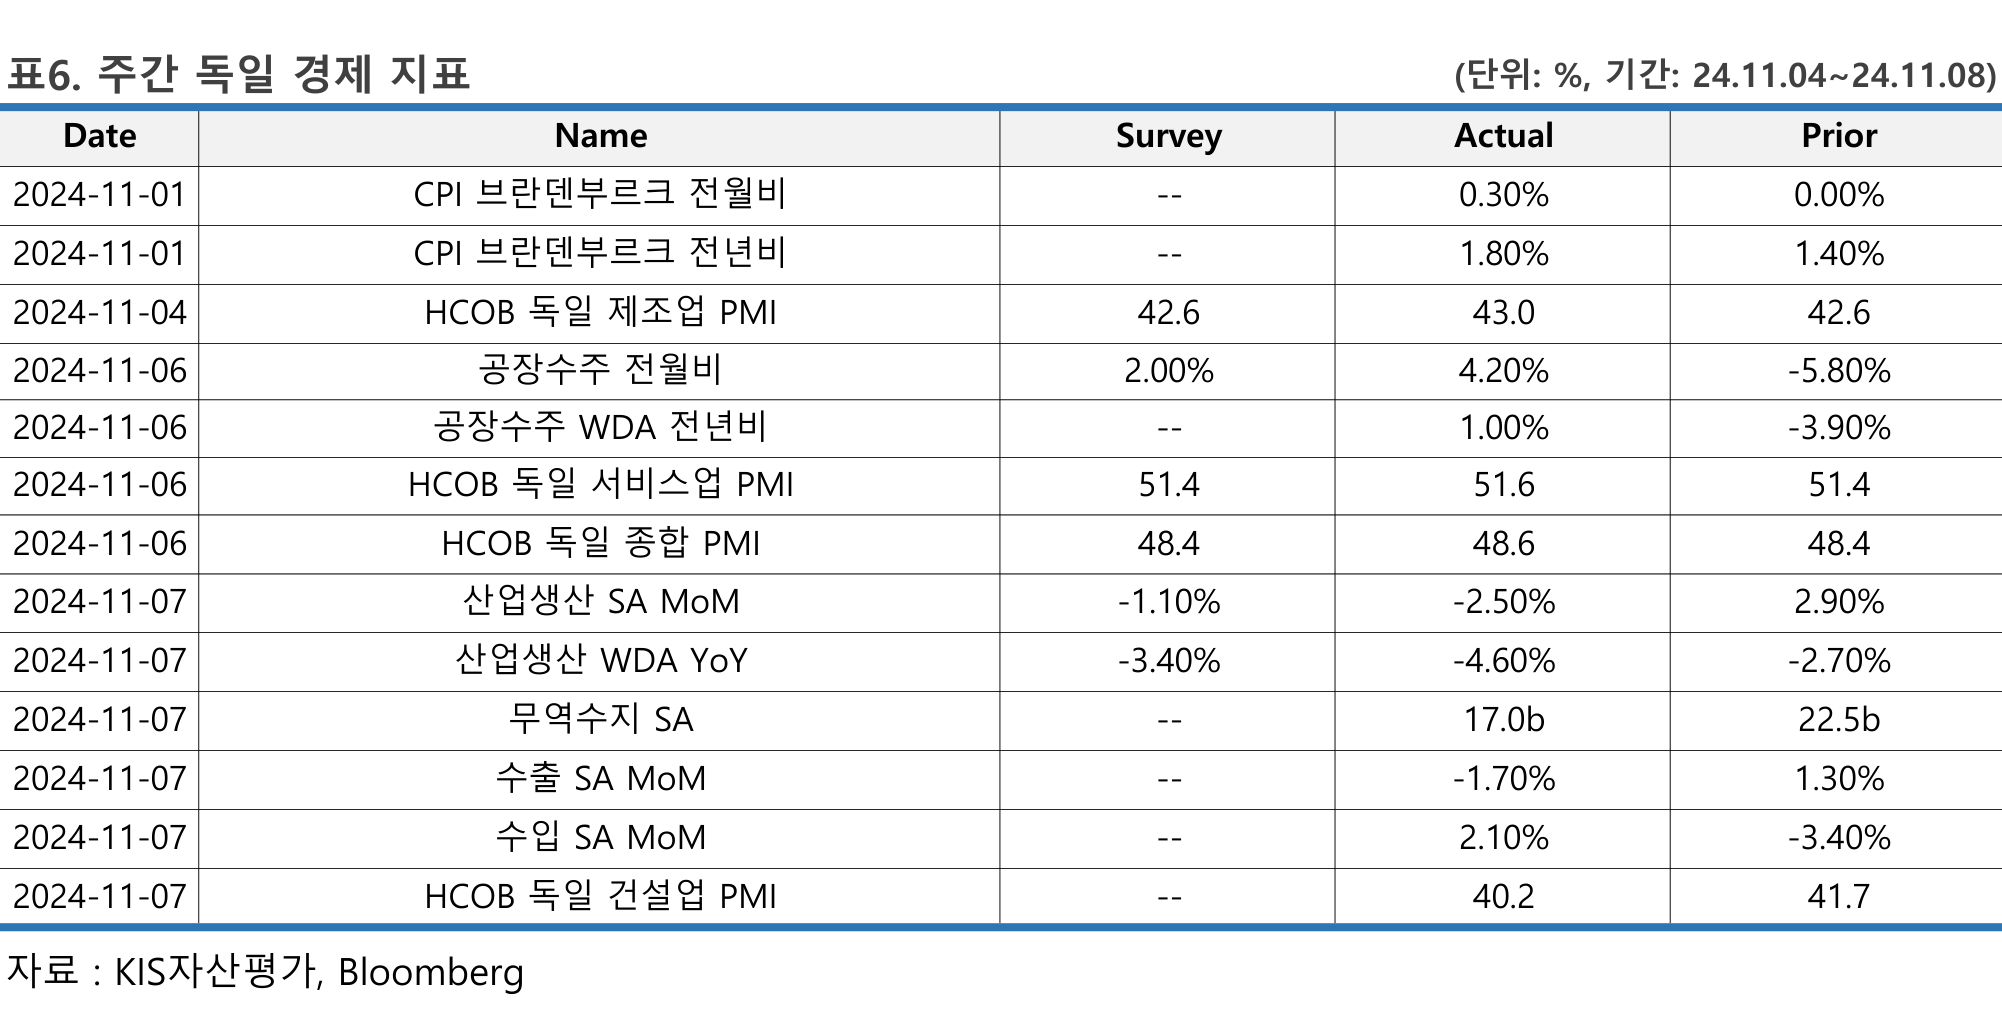 표6. 주간 독일 경제 지표 (단위: %, 기간: 24.11.04~24.11.08)
Date Name Survey Actual Prior
2024-11-01 CPI 브란덴부르크 전월비 -- 0.30% 0.00%
2024-11-01 CPI 브란덴부르크 전년비 -- 1.80% 1.40%
2024-11-04 HCOB 독일 제조업 PMI 42.6 43.0 42.6
2024-11-06 공장수주 전월비 2.00% 4.20% -5.80%
2024-11-06 공장수주 WDA 전년비 -- 1.00% -3.90%
2024-11-06 HCOB 독일 서비스업 PMI 51.4 51.6 51.4
2024-11-06 HCOB 독일 종합 PMI 48.4 48.6 48.4
2024-11-07 산업생산 SA MoM -1.10% -2.50% 2.90%
2024-11-07 산업생산 WDA YoY -3.40% -4.60% -2.70%
2024-11-07 무역수지 SA -- 17.0b 22.5b
2024-11-07 수출 SA MoM -- -1.70% 1.30%
2024-11-07 수입 SA MoM -- 2.10% -3.40%
2024-11-07 HCOB 독일 건설업 PMI -- 40.2 41.7
자료 : KIS자산평가, Bloomberg